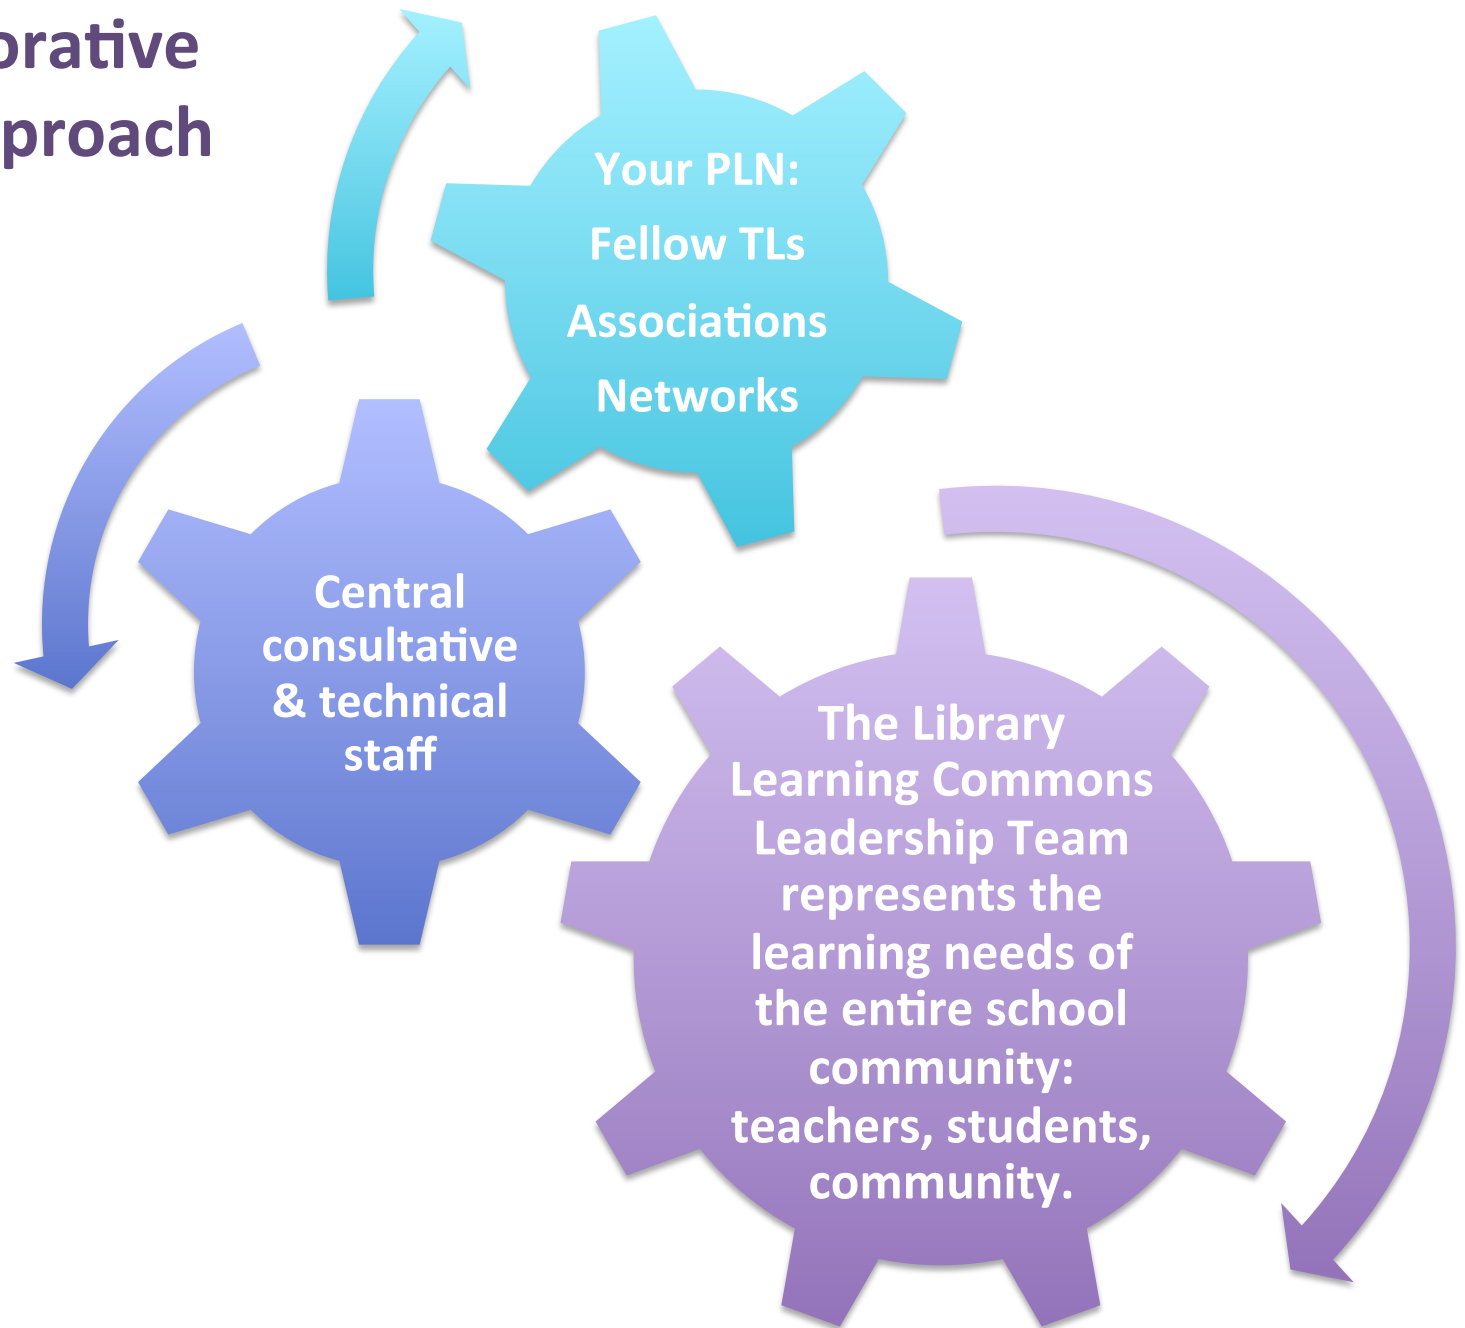 orative
proach
Your PLN:
Fellow TLs
Associations
Networks
Central
consultative
& technical
staff
The Library
Learning Commons
Leadership Team
represents the
learning needs of
the entire school
community:
teachers, students,
community.